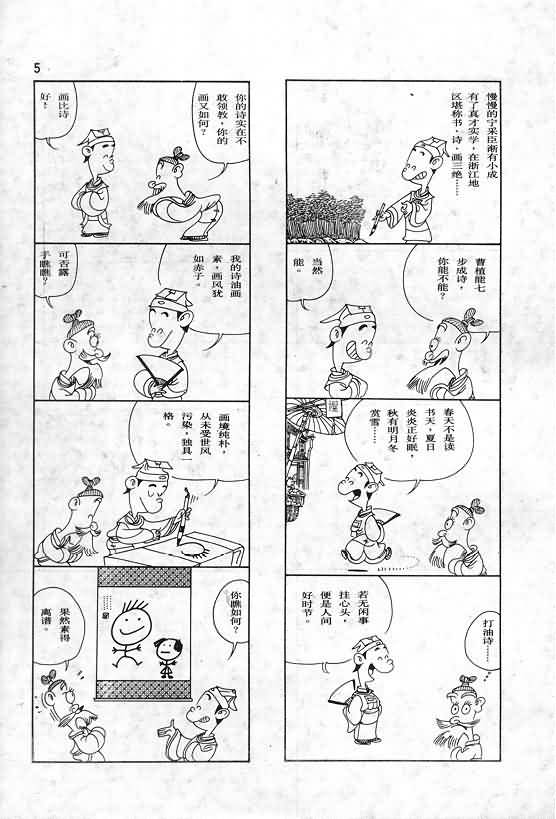 5
慢慢的宁采臣渐有小成
有了真才实学，在浙江地
区堪称书，诗，画三绝……
曹植能七
步成诗，
你能不能？
当然
能。
春天不是读
书天，夏日
炎炎正好眠，
秋有明月冬
赏雪……
若无闲事
挂心头，
便是人间
好时节。
打油诗……
你的诗实在不
敢领教，你的
画又如何？
画比诗
好？
我的诗油画
素，画风犹
如赤子。
可否露
手瞧瞧？
画境纯朴，
从未受世风
污染，独具一
格。
你瞧如何？
果然素得
离谱。